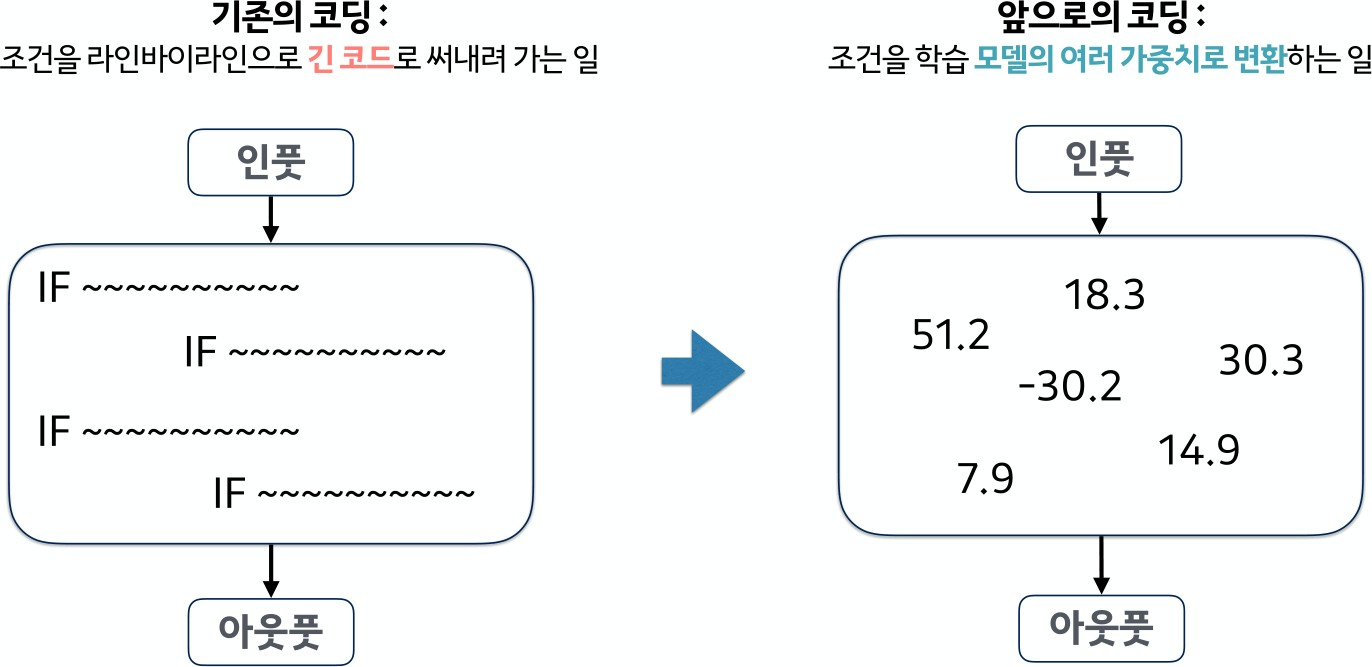 기존의 코딩 :
조건을 라인바이라인으로 긴 코드로 써내려 가는 일
인풋
IF ~~~~~~~~~~
IF ~~~~~~~~~~
IF ~~~~~~~~~~
IF ~~~~~~~~~~
아웃풋
앞으로의 코딩 :
조건을 학습 모델의 여러 가중치로 변환하는 일
인풋
18.3
51.2
30.3
-30.2
14.9
7.9
아웃풋